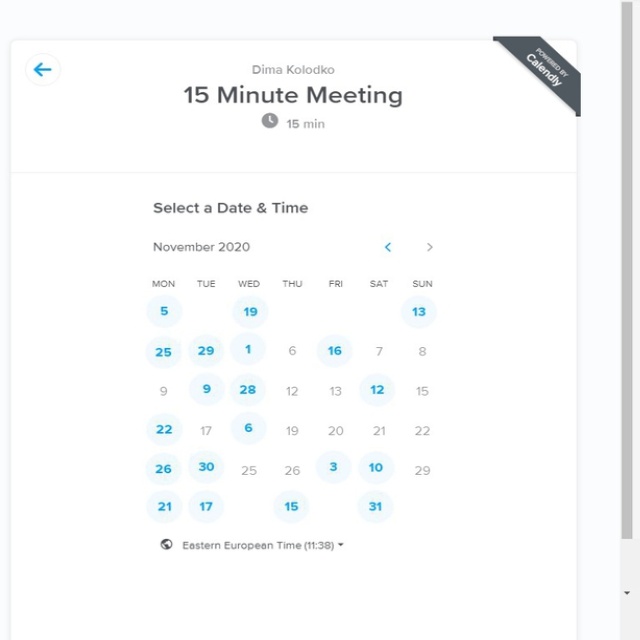 POWERED BY
Calendly
Dima Kolodko
15 Minute Meeting
15 min
Select a Date & Time
November 2020 < >
MON TUE WED THU FRI SAT SUN
5 19 13
25 29 1 6 16 7 8
9 9 28 12 13 12 15
22 17 6 19 20 21 22
26 30 25 26 3 10 29
21 17 15 31
Eastern European Time (11:38)